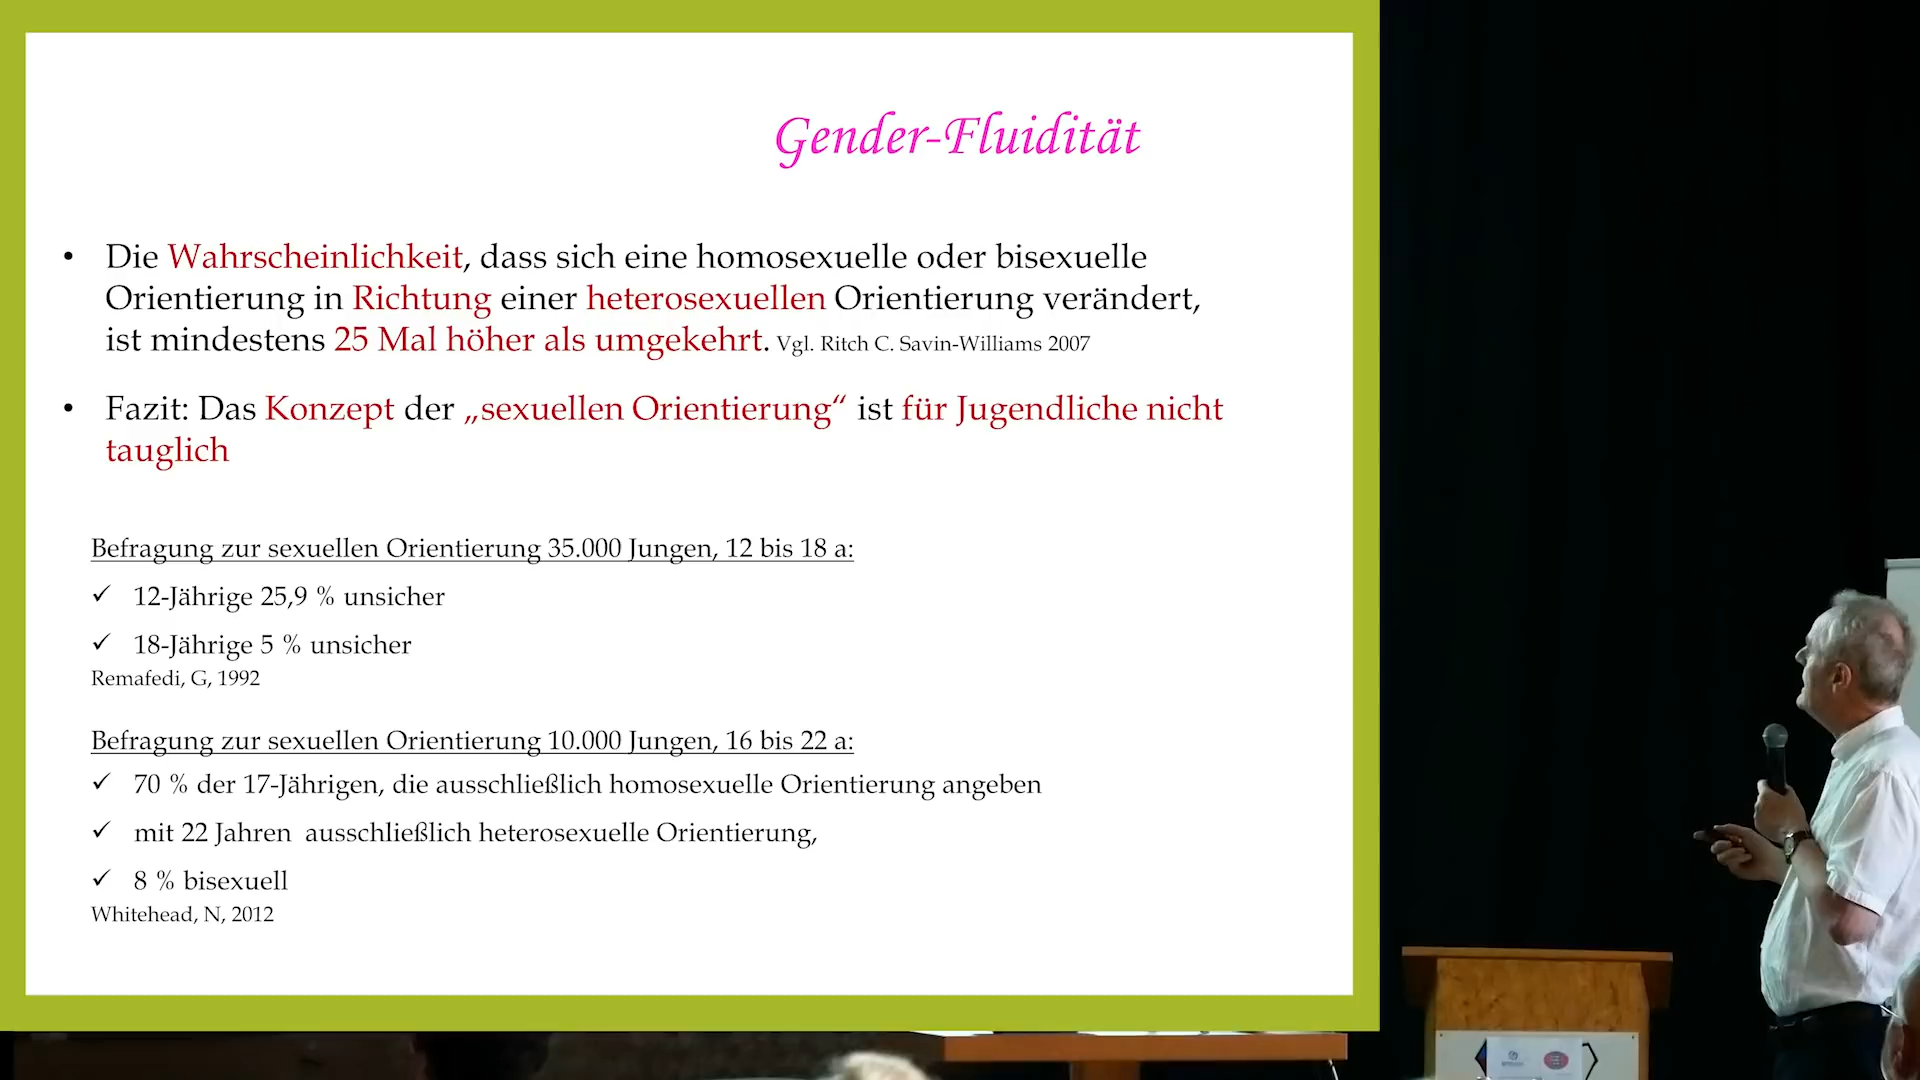 Gender-Fluidität
• Die Wahrscheinlichkeit, dass sich eine homosexuelle oder bisexuelle
Orientierung in Richtung einer heterosexuellen Orientierung verändert,
ist mindestens 25 Mal höher als umgekehrt. Vgl. Ritch C. Savin-Williams 2007
• Fazit: Das Konzept der „sexuellen Orientierung“ ist für Jugendliche nicht
tauglich
Befragung zur sexuellen Orientierung 35.000 Jungen, 12 bis 18 a:
✓ 12-Jährige 25,9 % unsicher
✓ 18-Jährige 5 % unsicher
Remafedi, G, 1992
Befragung zur sexuellen Orientierung 10.000 Jungen, 16 bis 22 a:
✓ 70 % der 17-Jährigen, die ausschließlich homosexuelle Orientierung angeben
✓ mit 22 Jahren ausschließlich heterosexuelle Orientierung,
✓ 8 % bisexuell
Whitehead, N, 2012